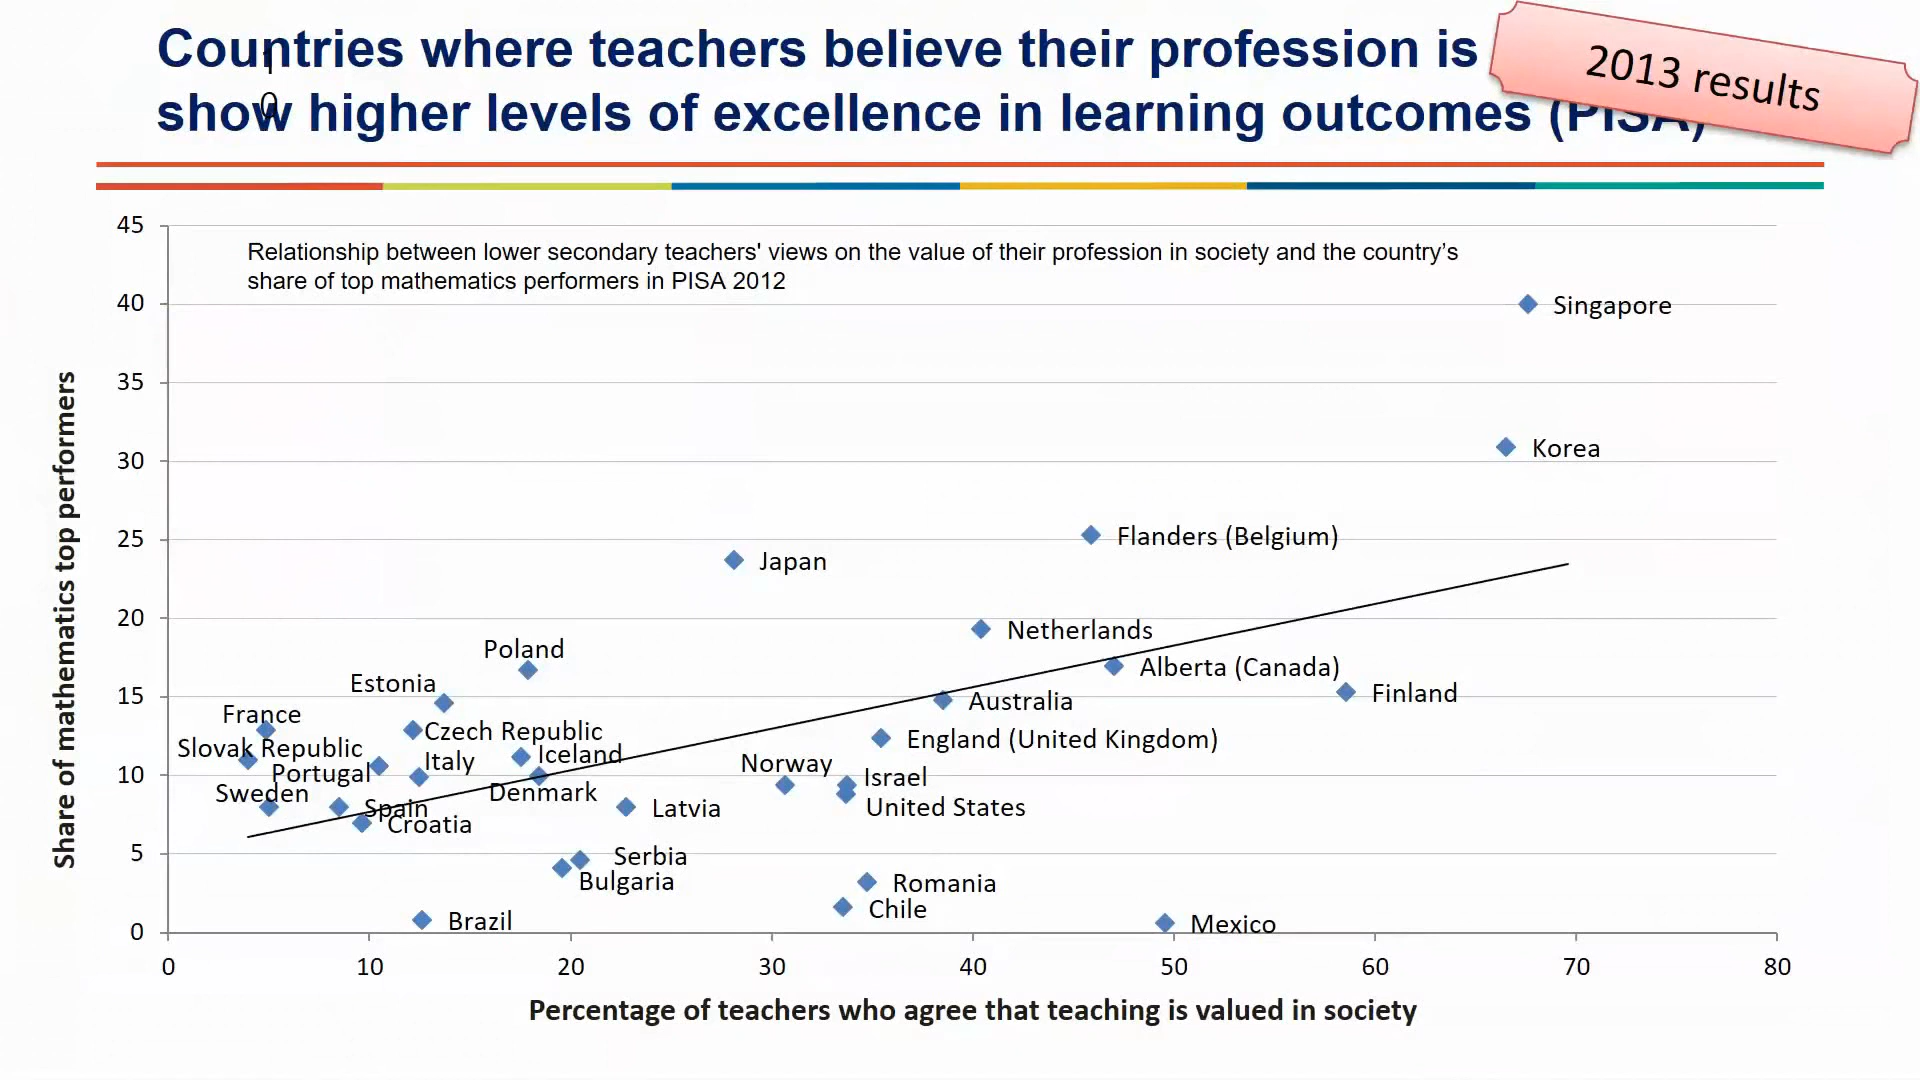 Countries where teachers believe their profession is
show higher levels of excellence in learning outcomes (PISA)
2013 results
1
0
Relationship between lower secondary teachers' views on the value of their profession in society and the country’s
share of top mathematics performers in PISA 2012
Share of mathematics top performers
45
40
35
30
25
20
15
10
5
0
Singapore
Korea
Flanders (Belgium)
Japan
Netherlands
Poland
Alberta (Canada)
Estonia
Finland
Australia
France
Czech Republic
England (United Kingdom)
Slovak Republic
Iceland
Italy
Norway
Portugal
Israel
Sweden
Denmark
Spain
Latvia
United States
Croatia
Serbia
Bulgaria
Romania
Chile
Brazil
Mexico
0 10 20 30 40 50 60 70 80
Percentage of teachers who agree that teaching is valued in society